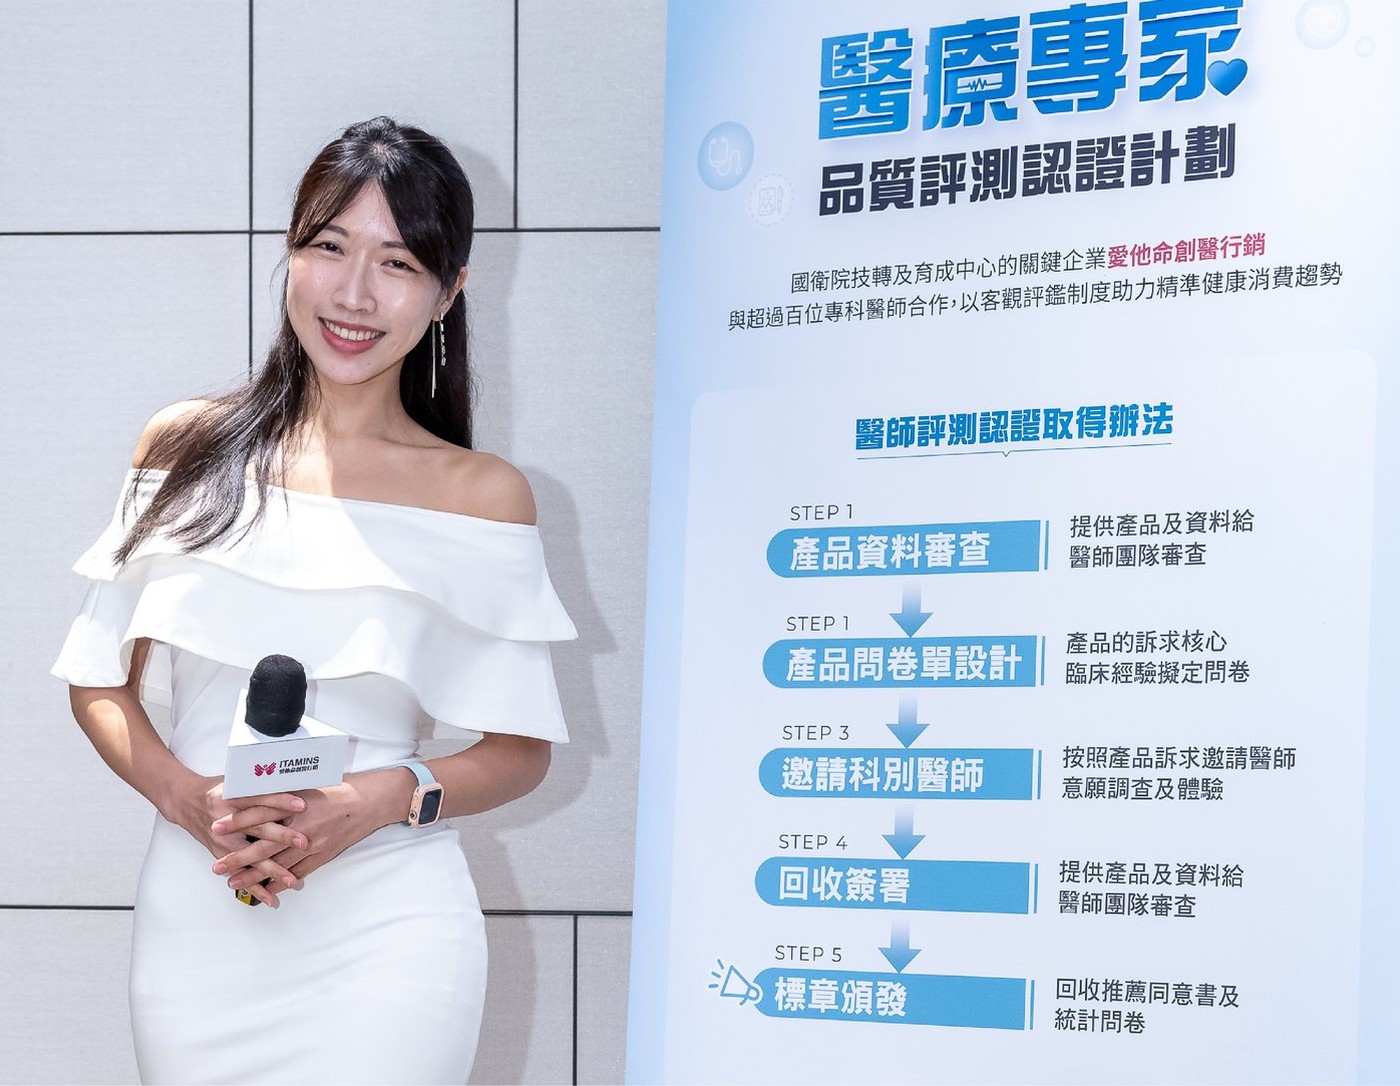 醫療專家
品質評測認證計劃
國衛院技轉及育成中心的關鍵企業愛他命創醫行銷
與超過百位專科醫師合作,以客觀評鑑制度助力精準健康消費趨勢
醫師評測認證取得辦法
STEP 1
產品資料審查
提供產品及資料給
醫師團隊審查
STEP 1
產品問卷單設計
產品的訴求核心
臨床經驗擬定問卷
STEP 3
邀請科別醫師
按照產品訴求邀請醫師
意願調查及體驗
STEP 4
回收簽署
提供產品及資料給
醫師團隊審查
STEP 5
標章頒發
回收推薦同意書及
統計問卷
ITAMINS
愛他命創醫行銷